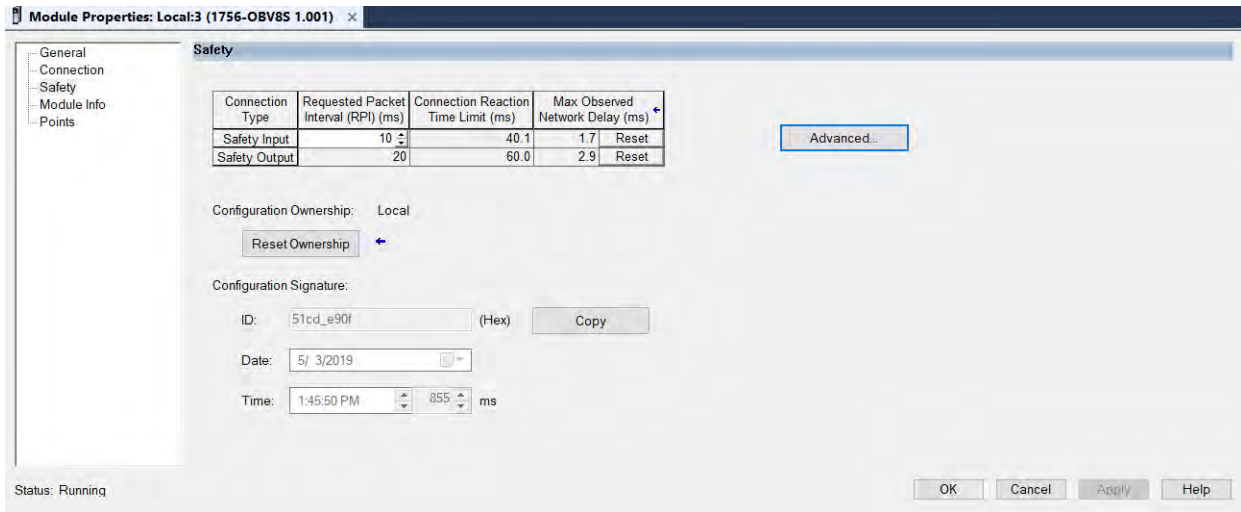 Module Properties: Local:3 (1756-OBV8S 1.001) ×
General
Connection
Safety
Module Info
Points
Safety
Connection Type Requested Packet Interval (RPI) (ms) Connection Reaction Time Limit (ms) Max Observed Network Delay (ms)
Safety Input 10 40.1 1.7 Reset
Safety Output 20 60.0 2.9 Reset
Advanced...
Configuration Ownership: Local
Reset Ownership
Configuration Signature:
ID: 51cd_e90f (Hex) Copy
Date: 5/ 3/2019
Time: 1:45:50 PM 855 ms
Status: Running
OK Cancel Apply Help